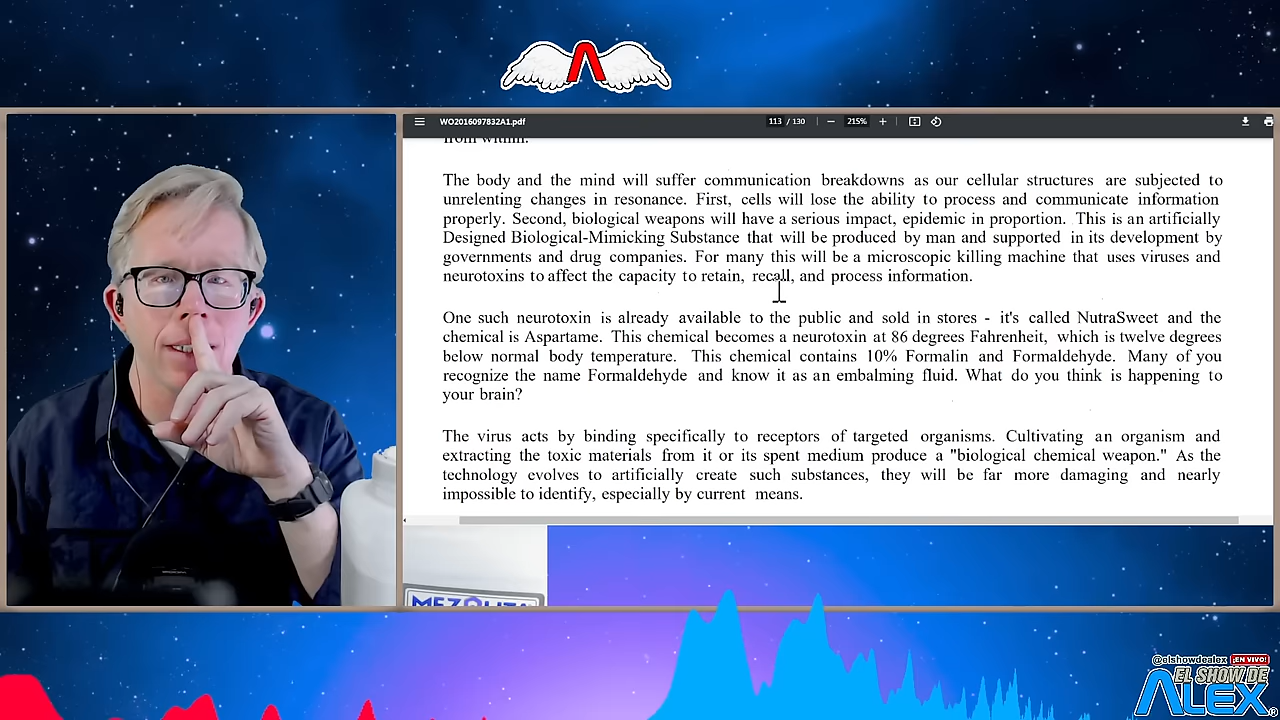 WO2016097832A1.pdf
113 / 130
215%
from within.
The body and the mind will suffer communication breakdowns as our cellular structures are subjected to
unrelenting changes in resonance. First, cells will lose the ability to process and communicate information
properly. Second, biological weapons will have a serious impact, epidemic in proportion. This is an artificially
Designed Biological-Mimicking Substance that will be produced by man and supported in its development by
governments and drug companies. For many this will be a microscopic killing machine that uses viruses and
neurotoxins to affect the capacity to retain, recall, and process information.
One such neurotoxin is already available to the public and sold in stores - it's called NutraSweet and the
chemical is Aspartame. This chemical becomes a neurotoxin at 86 degrees Fahrenheit, which is twelve degrees
below normal body temperature. This chemical contains 10% Formalin and Formaldehyde. Many of you
recognize the name Formaldehyde and know it as an embalming fluid. What do you think is happening to
your brain?
The virus acts by binding specifically to receptors of targeted organisms. Cultivating an organism and
extracting the toxic materials from it or its spent medium produce a "biological chemical weapon." As the
technology evolves to artificially create such substances, they will be far more damaging and nearly
impossible to identify, especially by current means.
@elshowdealex ¡EN VIVO!
EL SHOW DE
ALEX